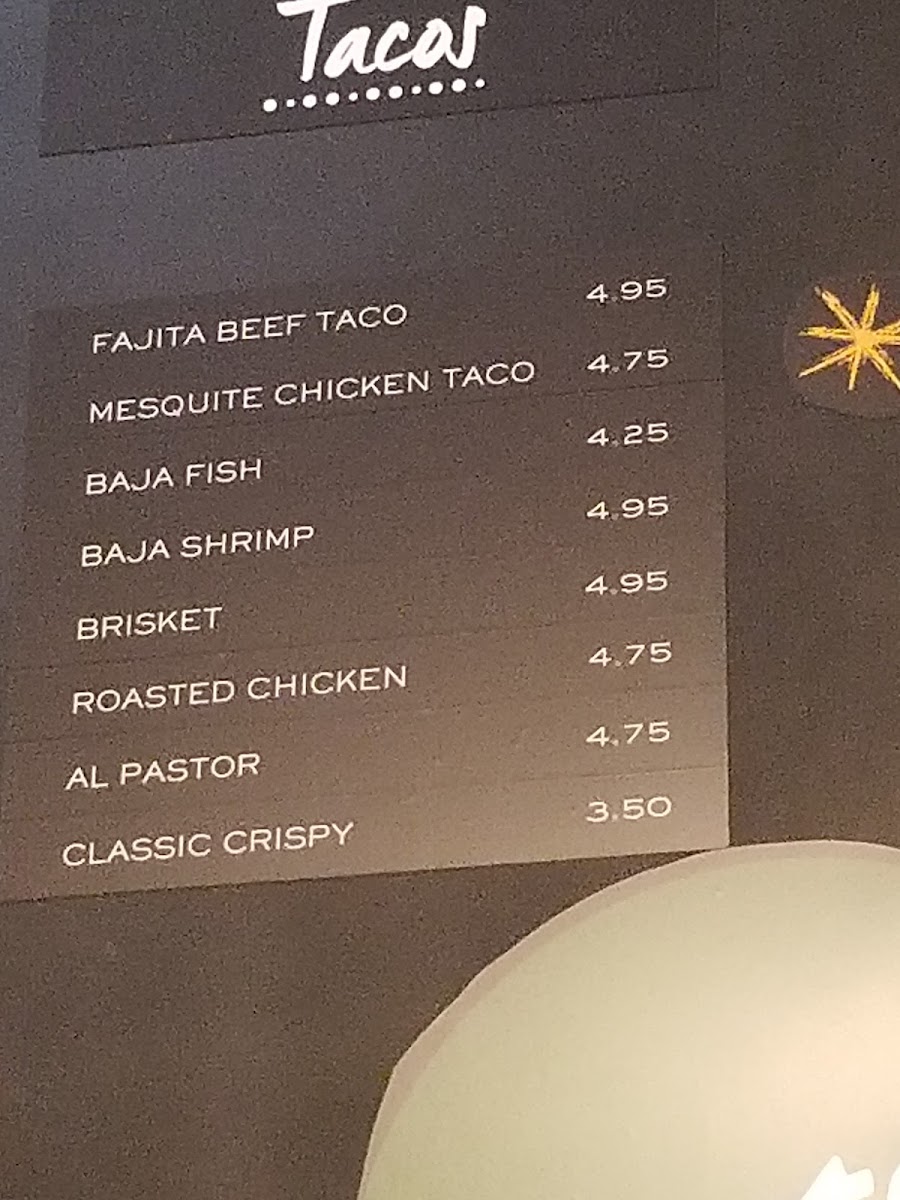 Tacos
FAJITA BEEF TACO 4.95
MESQUITE CHICKEN TACO 4.75
BAJA FISH 4.25
BAJA SHRIMP 4.95
BRISKET 4.95
ROASTED CHICKEN 4.75
AL PASTOR 4.75
CLASSIC CRISPY 3.50